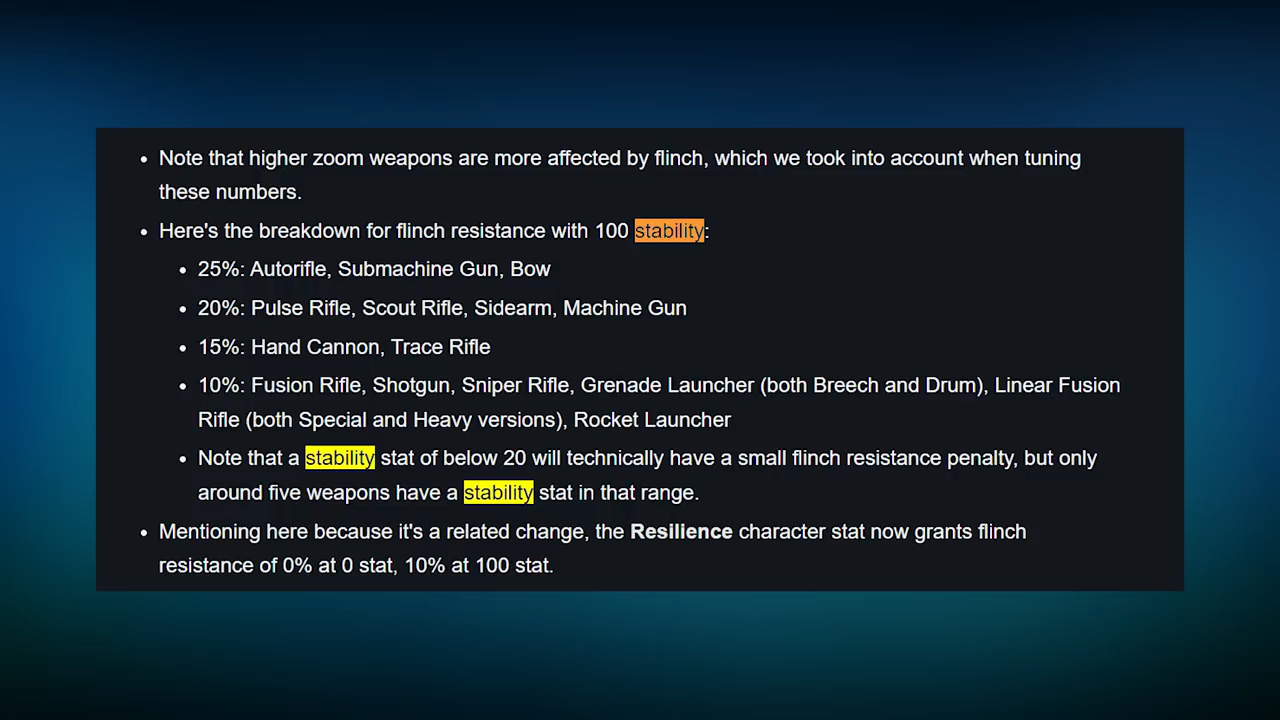 • Note that higher zoom weapons are more affected by flinch, which we took into account when tuning
these numbers.
• Here's the breakdown for flinch resistance with 100 stability:
• 25%: Autorifle, Submachine Gun, Bow
• 20%: Pulse Rifle, Scout Rifle, Sidearm, Machine Gun
• 15%: Hand Cannon, Trace Rifle
• 10%: Fusion Rifle, Shotgun, Sniper Rifle, Grenade Launcher (both Breech and Drum), Linear Fusion
Rifle (both Special and Heavy versions), Rocket Launcher
• Note that a stability stat of below 20 will technically have a small flinch resistance penalty, but only
around five weapons have a stability stat in that range.
• Mentioning here because it's a related change, the Resilience character stat now grants flinch
resistance of 0% at 0 stat, 10% at 100 stat.